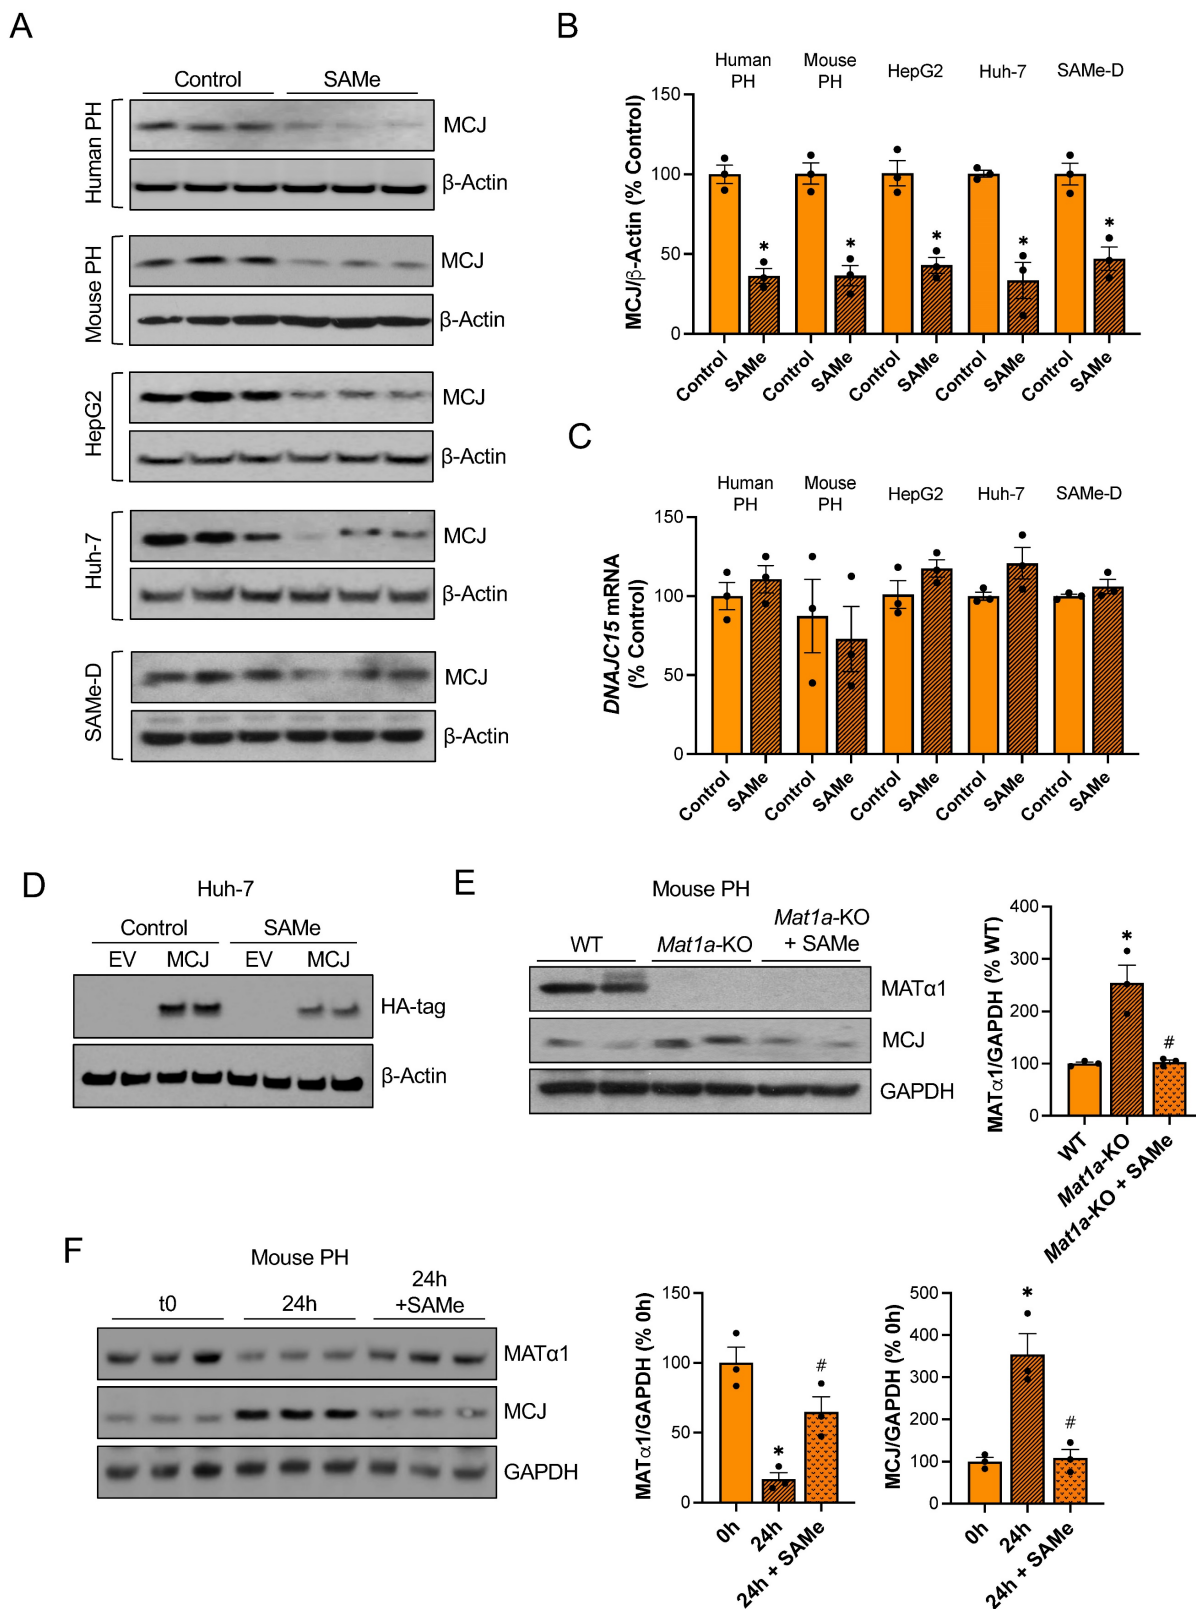 A
Control SAMe
Human PH
MCJ
β-Actin
Mouse PH
MCJ
β-Actin
HepG2
MCJ
β-Actin
Huh-7
MCJ
β-Actin
SAMe-D
MCJ
β-Actin
B
Human PH Mouse PH HepG2 Huh-7 SAMe-D
MCJ/β-Actin (% Control)
150
100
50
0
* * * * *
Control SAMe Control SAMe Control SAMe Control SAMe Control SAMe
C
Human PH Mouse PH HepG2 Huh-7 SAMe-D
DNAJC15 mRNA
(% Control)
150
100
50
0
Control SAMe Control SAMe Control SAMe Control SAMe Control SAMe
D
Huh-7
Control SAMe
EV MCJ EV MCJ
HA-tag
β-Actin
E
Mouse PH
WT Mat1a-KO Mat1a-KO + SAMe
MATα1
MCJ
GAPDH
MATα1/GAPDH (% WT)
400
300
200
100
0
* #
WT Mat1a-KO Mat1a-KO + SAMe
F
Mouse PH
t0 24h 24h +SAMe
MATα1
MCJ
GAPDH
MATα1/GAPDH (% 0h)
150
100
50
0
* #
0h 24h 24h + SAMe
MCJ/GAPDH (% 0h)
500
400
300
200
100
0
* #
0h 24h 24h + SAMe